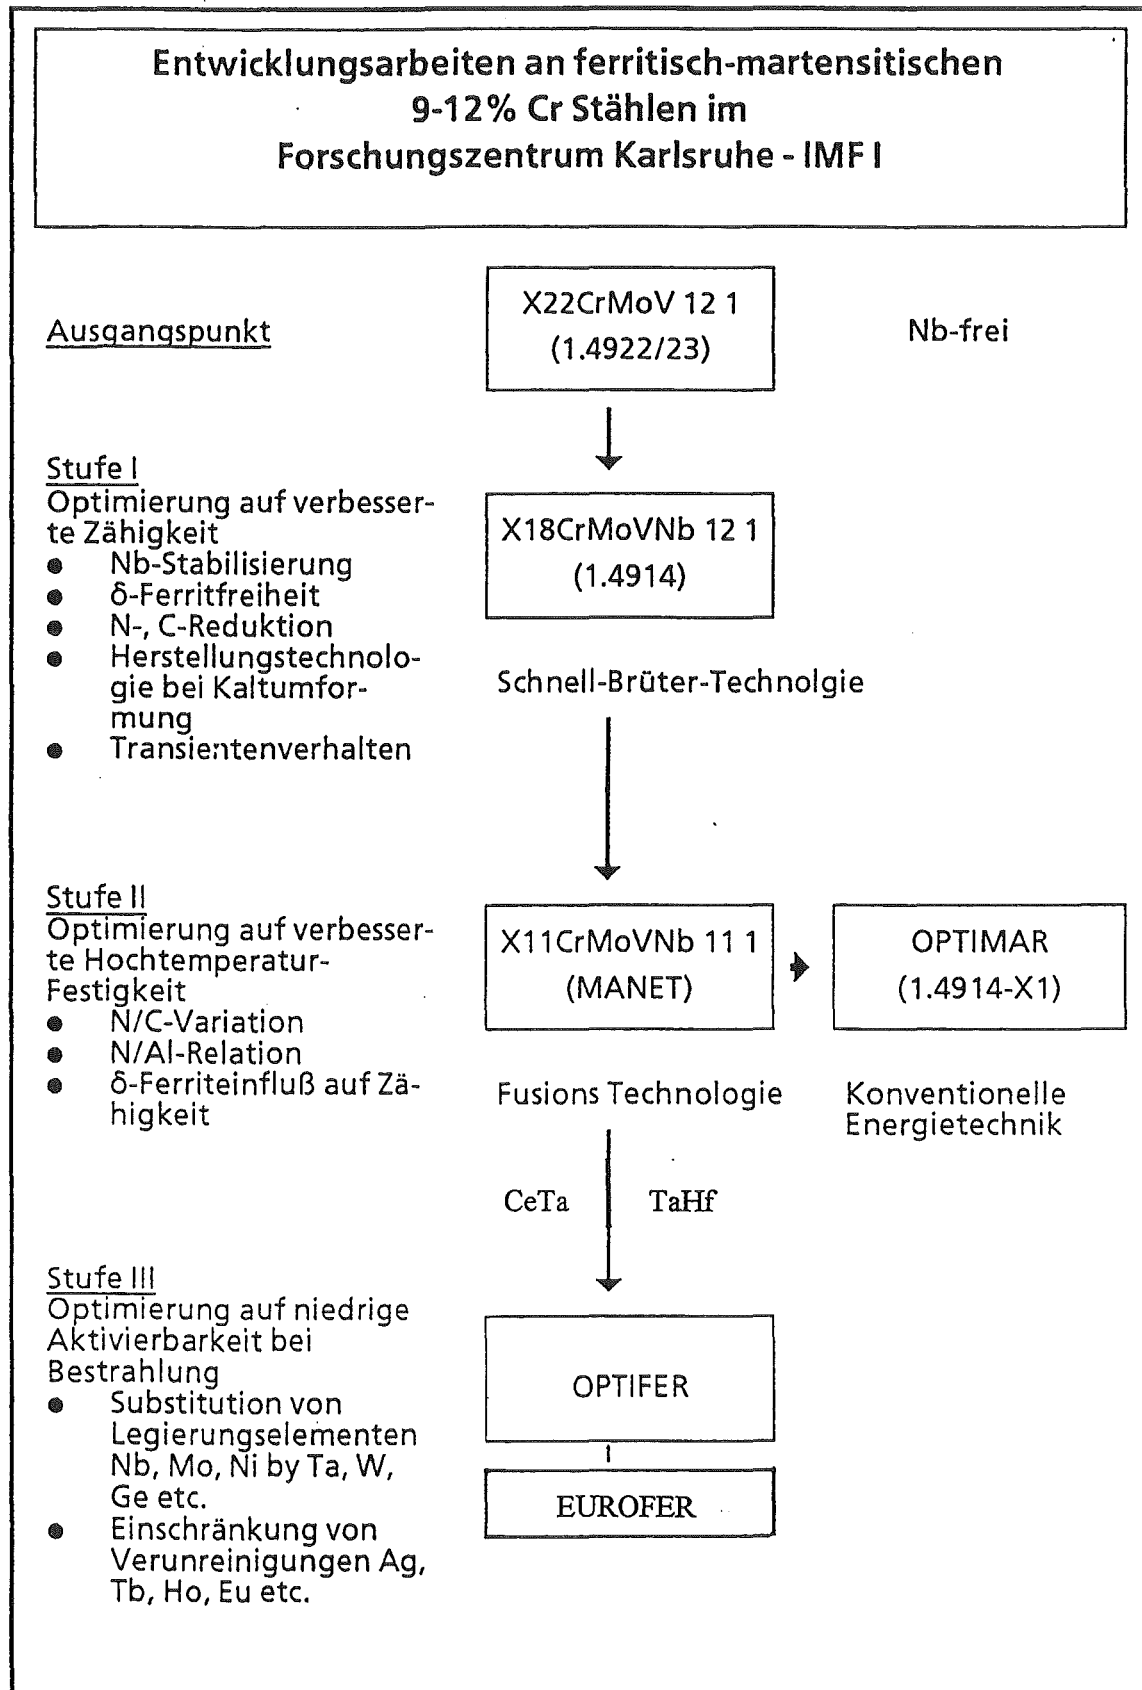 Entwicklungsarbeiten an ferritisch-martensitischen
9-12% Cr Stählen im
Forschungszentrum Karlsruhe - IMF I
Ausgangspunkt
X22CrMoV 12 1
(1.4922/23)
Nb-frei
Stufe I
Optimierung auf verbesser-
te Zähigkeit
● Nb-Stabilisierung
● δ-Ferritfreiheit
● N-, C-Reduktion
● Herstellungstechnolo-
gie bei Kaltumfor-
mung
● Transientenverhalten
X18CrMoVNb 12 1
(1.4914)
Schnell-Brüter-Technolgie
Stufe II
Optimierung auf verbesser-
te Hochtemperatur-
Festigkeit
● N/C-Variation
● N/Al-Relation
● δ-Ferriteinfluß auf Zä-
higkeit
X11CrMoVNb 11 1
(MANET)
OPTIMAR
(1.4914-X1)
Fusions Technologie
Konventionelle
Energietechnik
CeTa
TaHf
Stufe III
Optimierung auf niedrige
Aktivierbarkeit bei
Bestrahlung
● Substitution von
Legierungselementen
Nb, Mo, Ni by Ta, W,
Ge etc.
● Einschränkung von
Verunreinigungen Ag,
Tb, Ho, Eu etc.
OPTIFER
EUROFER